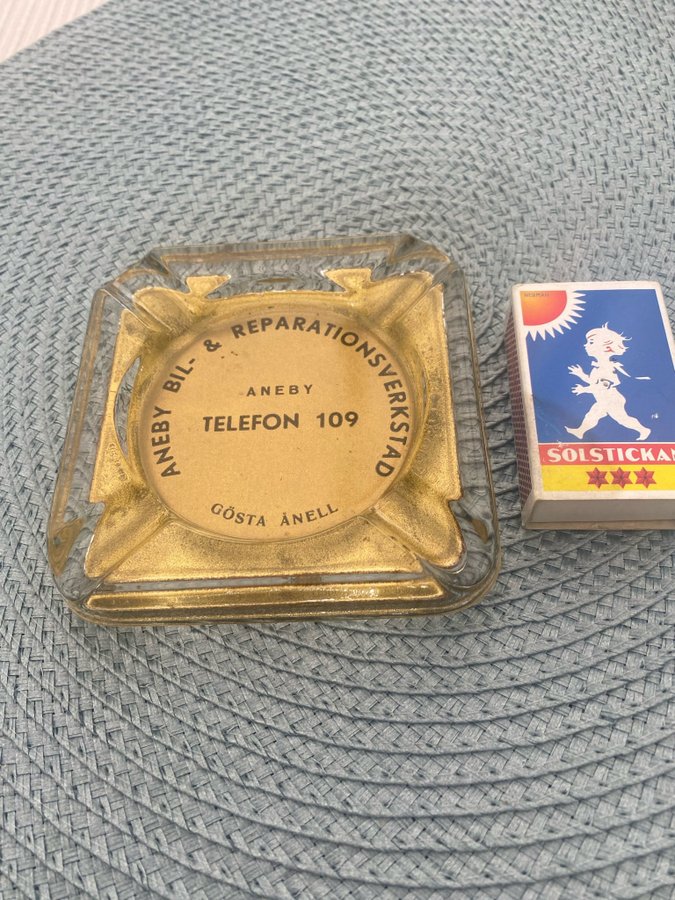 ANEBY BIL- & REPARATIONSVERKSTAD
ANEBY
TELEFON 109
GÖSTA ÅNELL
SOLSTICKAN